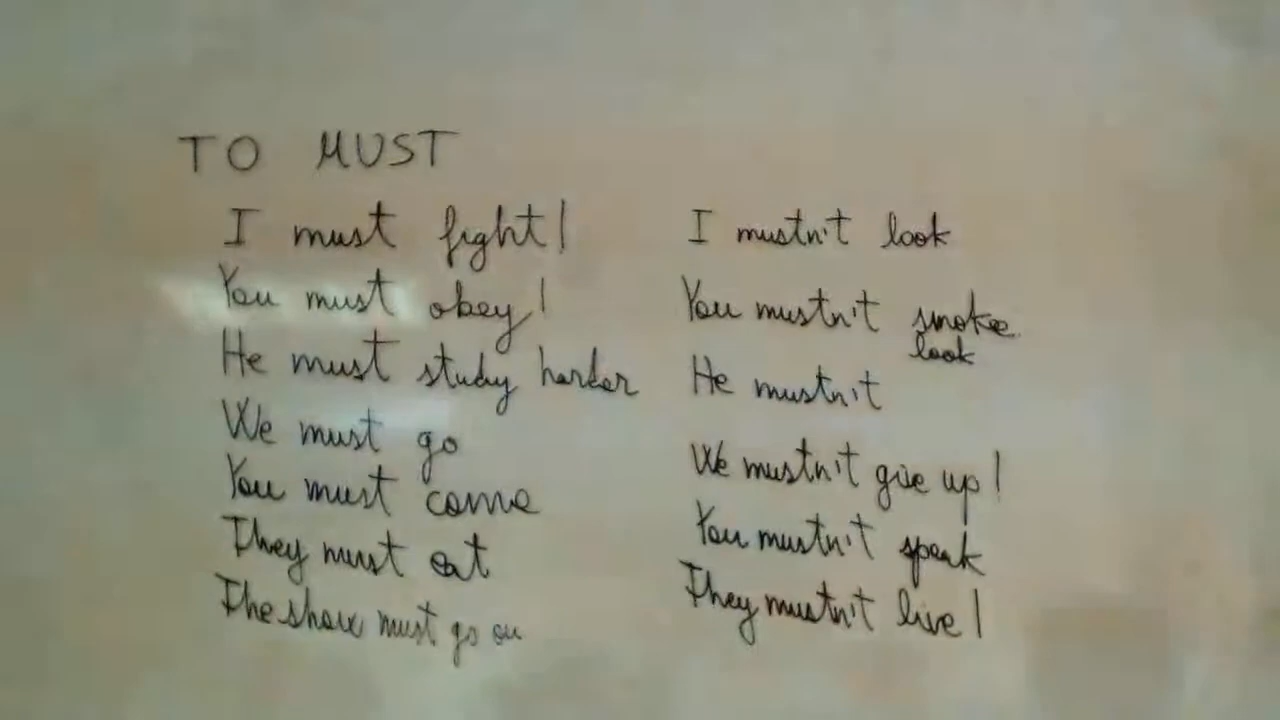 TO MUST
I must fight!
You must obey!
He must study harder
We must go
You must come
They must eat
The show must go on
I mustn't look
You mustn't smoke
look
He mustn't
We mustn't give up!
You mustn't speak
They mustn't live!